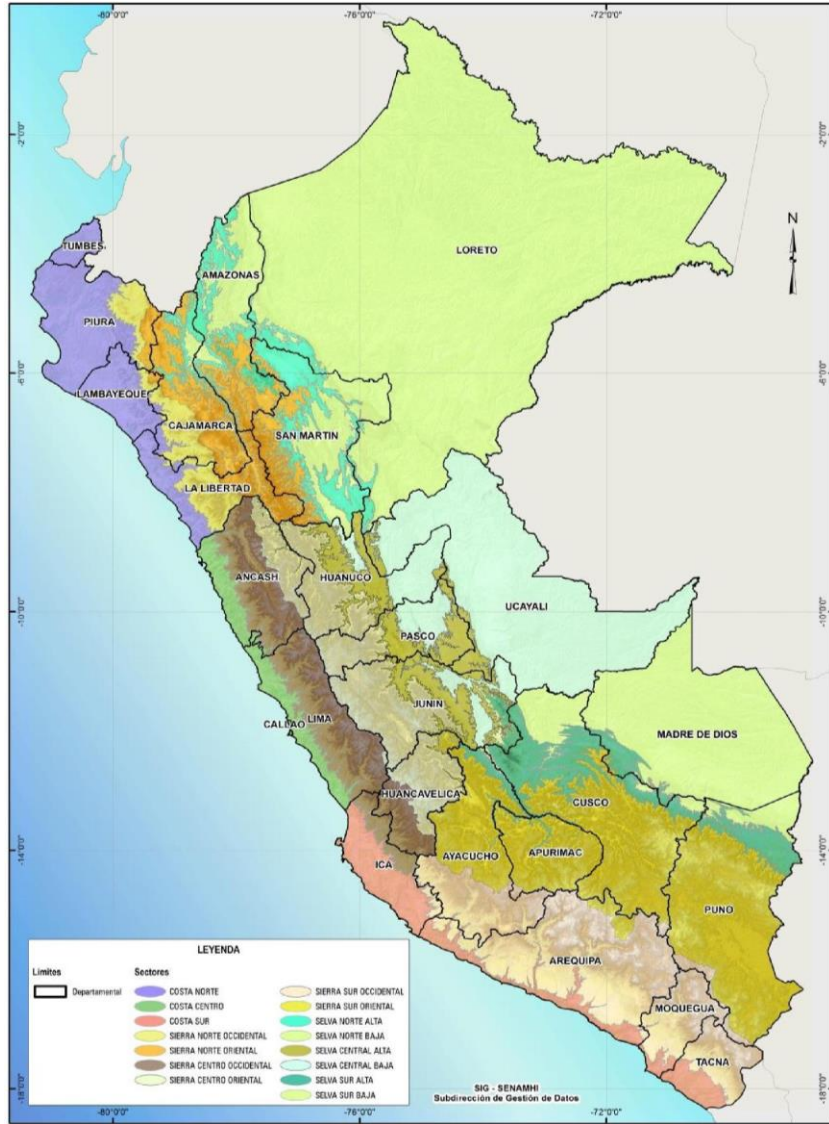 -80°0'0"
-76°0'0"
-72°0'0"
-2°0'0"
-2°0'0"
N
TUMBES
LORETO
AMAZONAS
PIURA
-6°0'0"
-6°0'0"
LAMBAYEQUE
CAJAMARCA
SAN MARTIN
LA LIBERTAD
ANCASH
HUANUCO
-10°0'0"
-10°0'0"
UCAYALI
PASCO
JUNIN
CALLAO
LIMA
MADRE DE DIOS
HUANCAVELICA
CUSCO
-14°0'0"
-14°0'0"
ICA
AYACUCHO
APURIMAC
PUNO
AREQUIPA
MOQUEGUA
TACNA
LEYENDA
Limites
Departamental
Sectores
COSTA NORTE
COSTA CENTRO
COSTA SUR
SIERRA NORTE OCCIDENTAL
SIERRA NORTE ORIENTAL
SIERRA CENTRO OCCIDENTAL
SIERRA CENTRO ORIENTAL
SIERRA SUR OCCIDENTAL
SIERRA SUR ORIENTAL
SELVA NORTE ALTA
SELVA NORTE BAJA
SELVA CENTRAL ALTA
SELVA CENTRAL BAJA
SELVA SUR ALTA
SELVA SUR BAJA
SIG - SENAMHI
Subdirección de Gestión de Datos
-18°0'0"
-18°0'0"
-80°0'0"
-76°0'0"
-72°0'0"